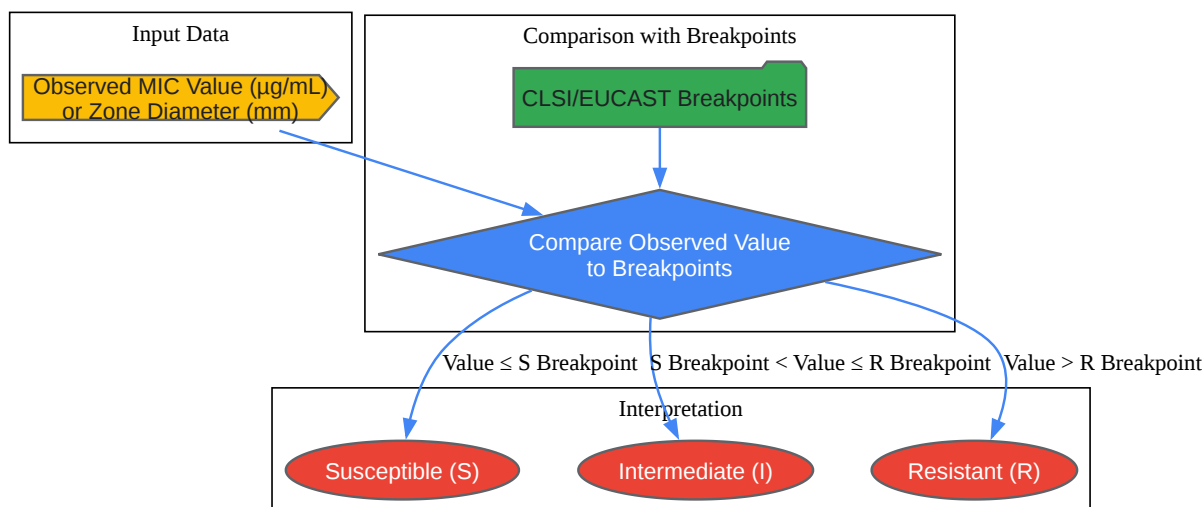 Input Data
Observed MIC Value (µg/mL)
or Zone Diameter (mm)
Comparison with Breakpoints
CLSI/EUCAST Breakpoints
Compare Observed Value
to Breakpoints
Value ≤ S Breakpoint
S Breakpoint < Value ≤ R Breakpoint
Value > R Breakpoint
Interpretation
Susceptible (S)
Intermediate (I)
Resistant (R)